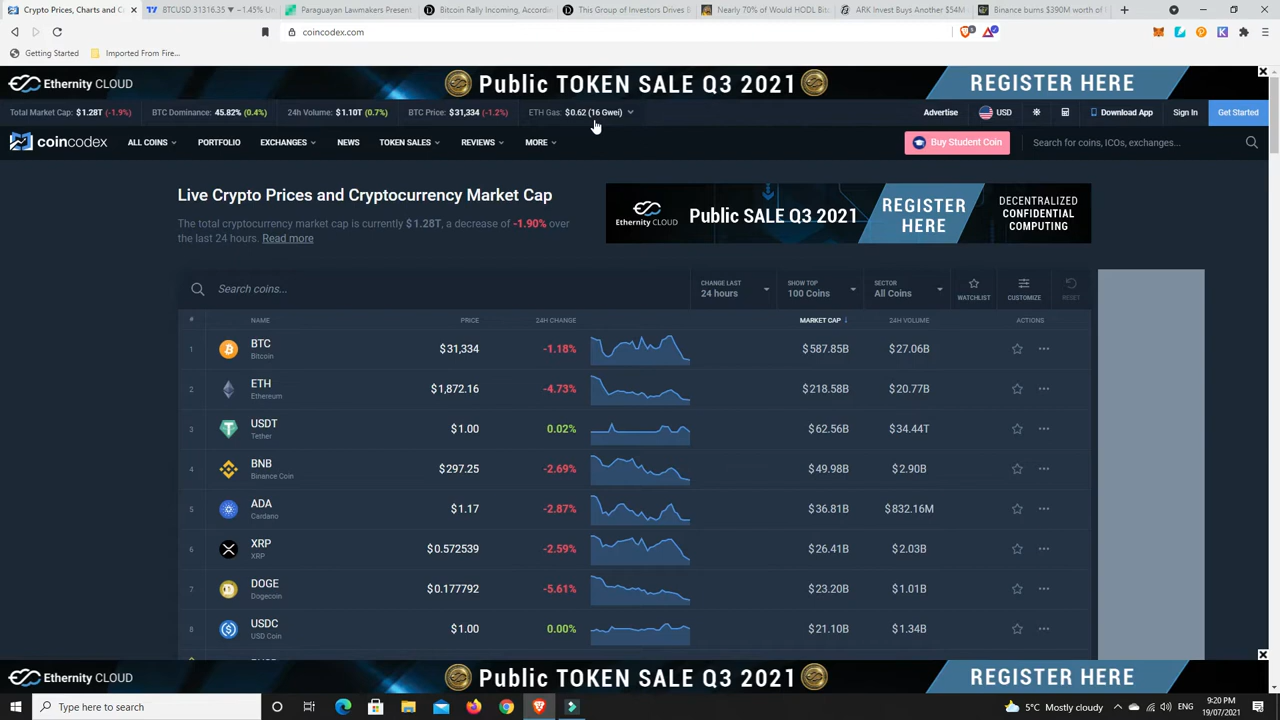 Crypto Prices, Charts and C
BTCUSD 31316.35 ▼ −1.45% Un
Paraguayan Lawmakers Present
Bitcoin Rally Incoming, Accordin
This Group of Investors Drives B
Nearly 70% of Would HODL Bit
ARK Invest Buys Another $54M
Binance burns $390M worth of
coincodex.com
Getting Started
Imported From Fire...
Ethernity CLOUD
Public TOKEN SALE Q3 2021
REGISTER HERE
Total Market Cap: $1.28T (-1.9%)
BTC Dominance: 45.82% (0.4%)
24h Volume: $1.10T (0.7%)
BTC Price: $31,334 (-1.2%)
ETH Gas: $0.62 (16 Gwei)
Advertise
USD
Download App
Sign In
Get Started
coincodex
ALL COINS
PORTFOLIO
EXCHANGES
NEWS
TOKEN SALES
REVIEWS
MORE
Buy Student Coin
Search for coins, ICOs, exchanges...
Live Crypto Prices and Cryptocurrency Market Cap
The total cryptocurrency market cap is currently $1.28T, a decrease of -1.90% over
the last 24 hours. Read more
Ethernity CLOUD
Public SALE Q3 2021
REGISTER
HERE
DECENTRALIZED
CONFIDENTIAL
COMPUTING
Search coins...
CHANGE LAST
24 hours
SHOW TOP
100 Coins
SECTOR
All Coins
WATCHLIST
CUSTOMIZE
RESET
# NAME PRICE 24H CHANGE MARKET CAP ↓ 24H VOLUME ACTIONS
1 BTC $31,334 -1.18% $587.85B $27.06B
Bitcoin
2 ETH $1,872.16 -4.73% $218.58B $20.77B
Ethereum
3 USDT $1.00 0.02% $62.56B $34.44T
Tether
4 BNB $297.25 -2.69% $49.98B $2.90B
Binance Coin
5 ADA $1.17 -2.87% $36.81B $832.16M
Cardano
6 XRP $0.572539 -2.59% $26.41B $2.03B
XRP
7 DOGE $0.177792 -5.61% $23.20B $1.01B
Dogecoin
8 USDC $1.00 0.00% $21.10B $1.34B
USD Coin
Ethernity CLOUD
Public TOKEN SALE Q3 2021
REGISTER HERE
Type here to search
5°C Mostly cloudy
9:20 PM
19/07/2021